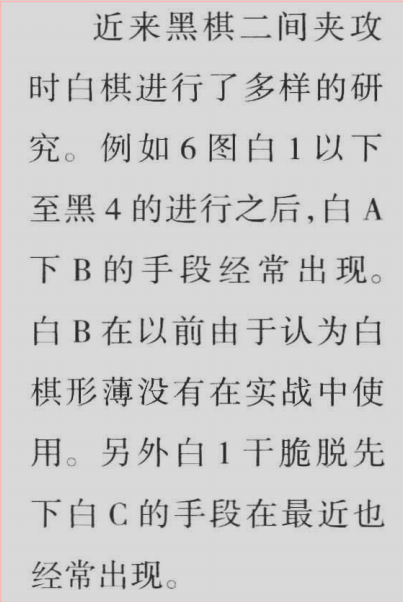 近来黑棋二间夹攻
时白棋进行了多样的研
究。例如6图白1以下
至黑4的进行之后,白A
下B的手段经常出现。
白B在以前由于认为白
棋形薄没有在实战中使
用。另外白1干脆脱先
下白C的手段在最近也
经常出现。